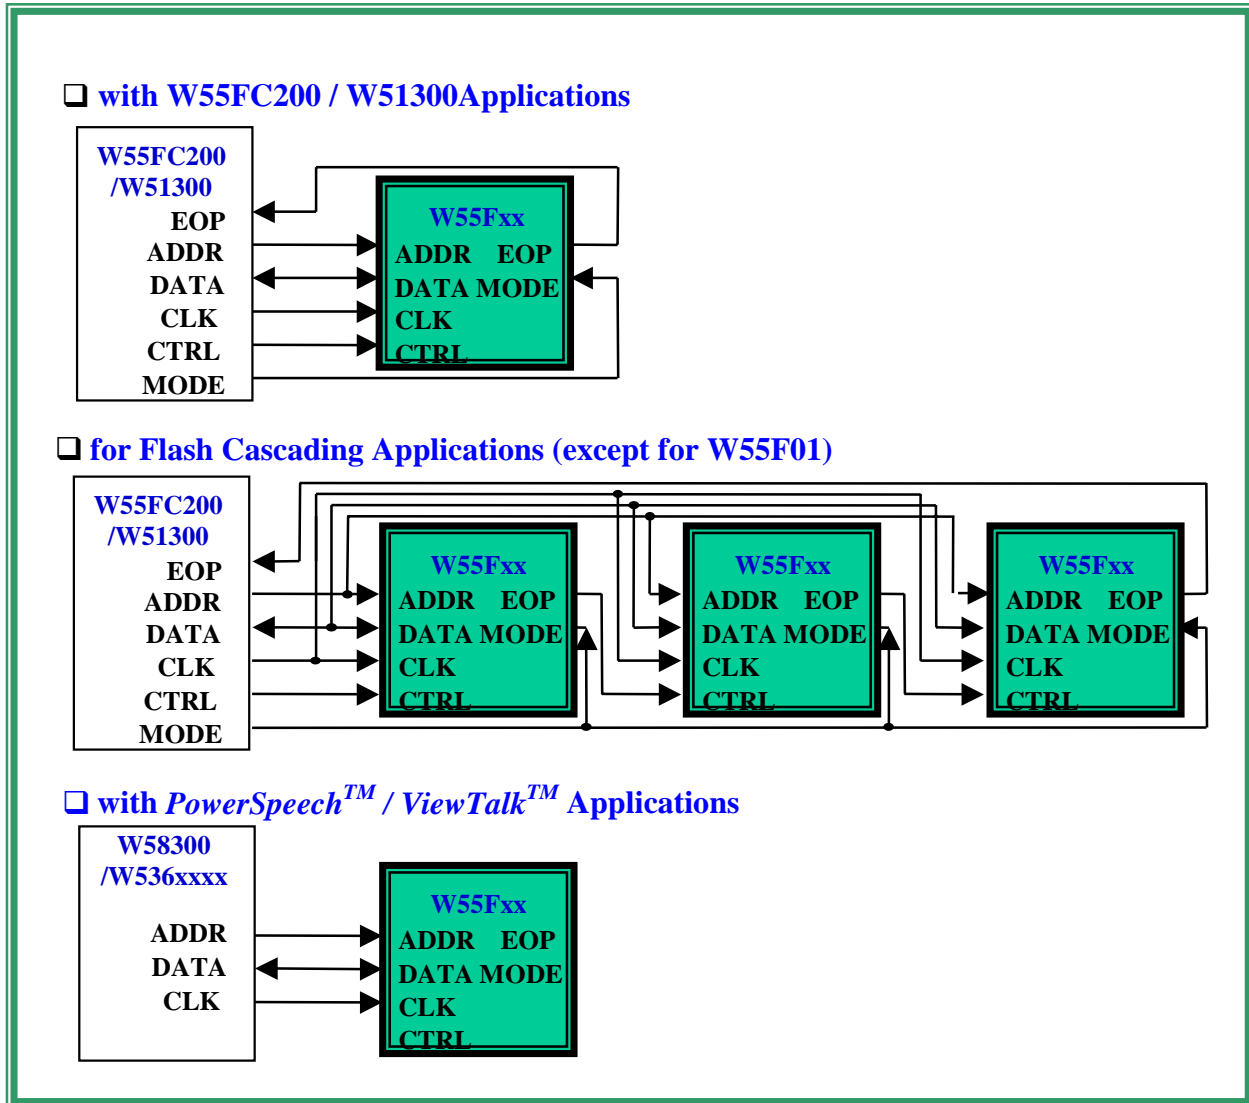 with W55FC200 / W51300Applications
W55FC200
/W51300
EOP
ADDR
DATA
CLK
CTRL
MODE
W55Fxx
ADDR EOP
DATA MODE
CLK
CTRL
for Flash Cascading Applications (except for W55F01)
W55FC200
/W51300
EOP
ADDR
DATA
CLK
CTRL
MODE
W55Fxx
ADDR EOP
DATA MODE
CLK
CTRL
W55Fxx
ADDR EOP
DATA MODE
CLK
CTRL
W55Fxx
ADDR EOP
DATA MODE
CLK
CTRL
with PowerSpeech™ / ViewTalk™ Applications
W58300
/W536xxxx
ADDR
DATA
CLK
W55Fxx
ADDR EOP
DATA MODE
CLK
CTRL